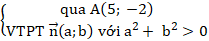 qua A(5; −2)
VTPT n⃗(a;b) với a² + b² > 0